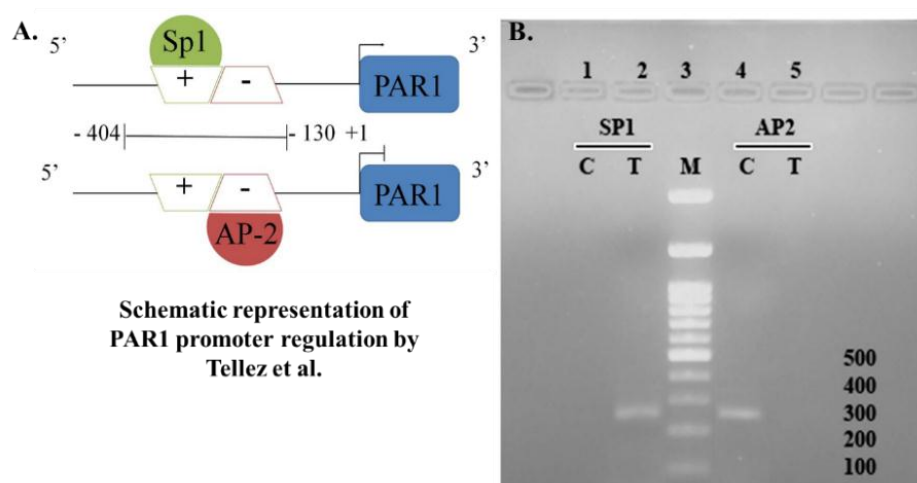 A.
5’
Sp1
3’
+ -
PAR1
- 404 - 130 +1
5’
3’
+ -
PAR1
AP-2
Schematic representation of
PAR1 promoter regulation by
Tellez et al.
B.
1 2 3 4 5
SP1 AP2
C T M C T
500
400
300
200
100